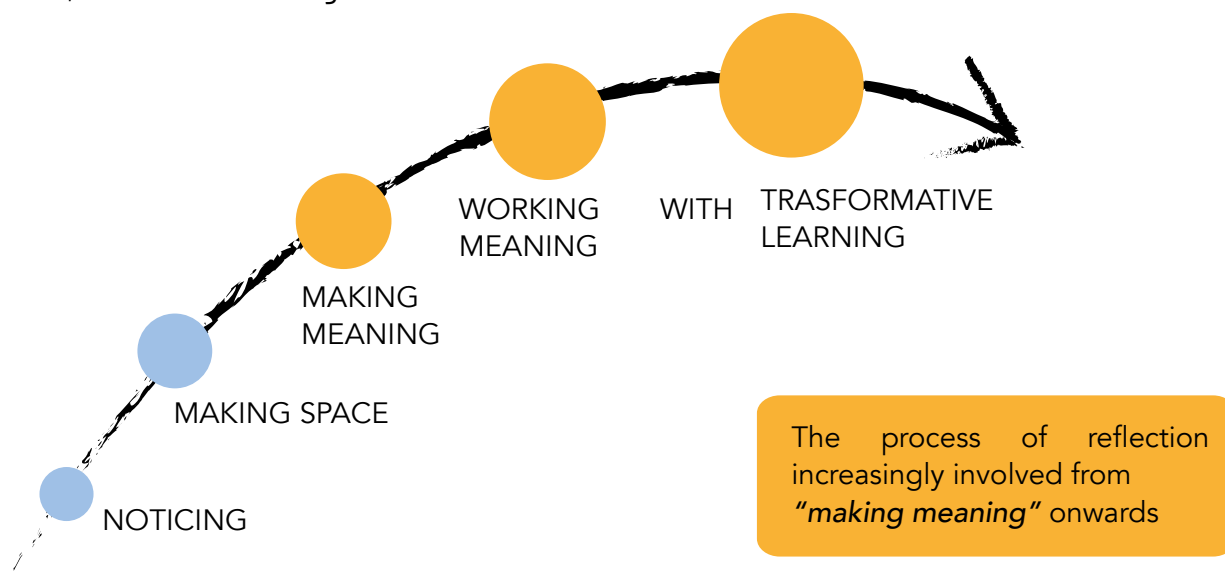 NOTICING
MAKING SPACE
MAKING
MEANING
WORKING WITH
MEANING
TRASFORMATIVE
LEARNING
The process of reflection
increasingly involved from
“making meaning” onwards